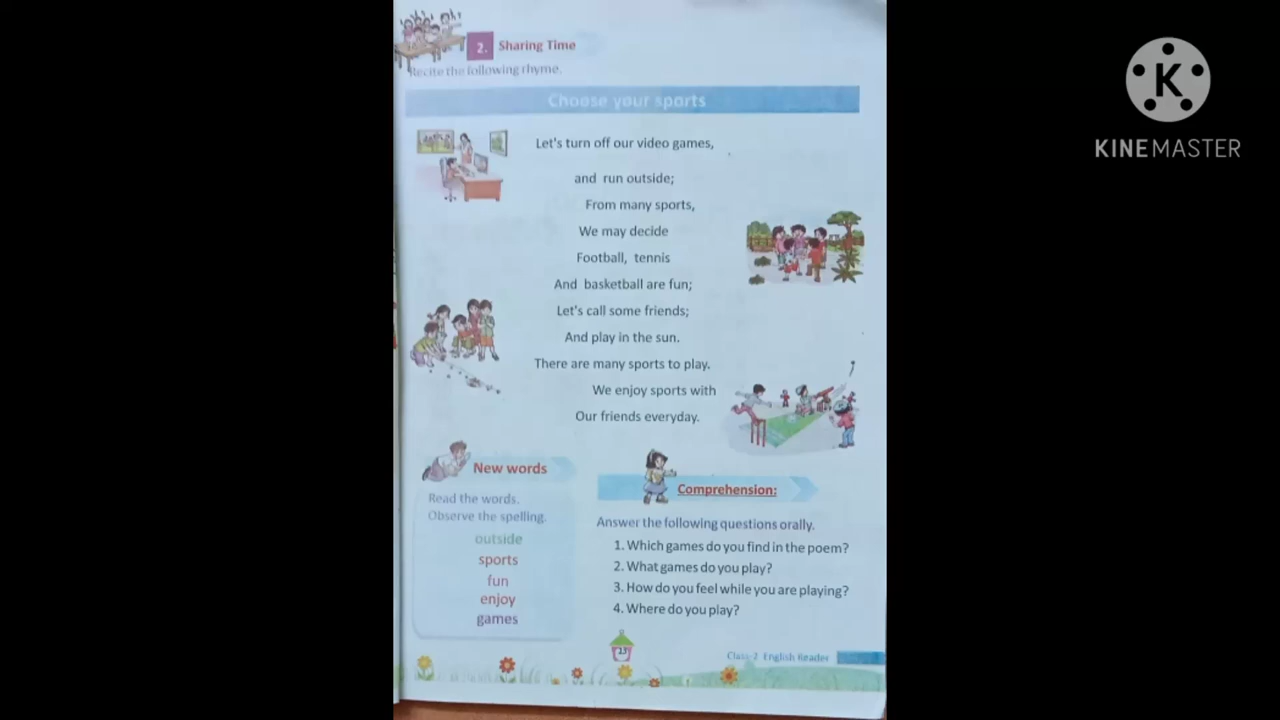 2. Sharing Time
Recite the following rhyme.
Choose your sports
Let's turn off our video games,
and run outside;
From many sports,
We may decide
Football, tennis
And basketball are fun;
Let's call some friends;
And play in the sun.
There are many sports to play.
We enjoy sports with
Our friends everyday.
New words
Read the words.
Observe the spelling.
outside
sports
fun
enjoy
games
Comprehension:
Answer the following questions orally.
1. Which games do you find in the poem?
2. What games do you play?
3. How do you feel while you are playing?
4. Where do you play?
13
Class-2 English Reader
K
KINEMASTER